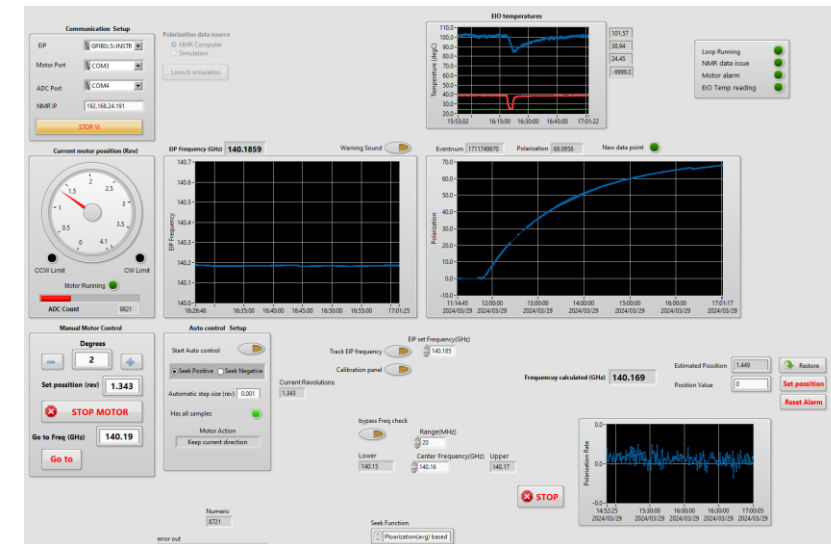 Communication Setup
EIP
GPIB0::5::INSTR
Motor Port
COM3
ADC Port
COM4
NMR IP
192.168.24.191
STOP VI
Polarization data source
NMR Computer
Simulation
Launch simulation
EIO temperatures
Temperature (degC)
110.0
100.0
90.0
80.0
70.0
60.0
50.0
40.0
30.0
20.0
15:53:02
16:15:00
16:30:00
16:45:00
17:01:22
101.57
38.94
24.45
-9999.0
Loop Running
NMR data issue
Motor alarm
EIO Temp reading
Current motor position (Rev)
0
0.5
1
1.5
2
2.5
3
3.5
4.1
CCW Limit
CW Limit
Motor Running
ADC Count
9821
EIP Frequency (GHz)
140.1859
Warning Sound
EIP Frequency
140.7
140.6
140.5
140.4
140.3
140.2
140.1
140.0
16:26:46
16:35:00
16:40:00
16:45:00
16:50:00
16:55:00
17:01:25
Eventnum
1711749670
Polarization
68.0958
New data point
Polarization
70.0
60.0
50.0
40.0
30.0
20.0
10.0
0.0
-10.0
11:14:45
12:00:00
13:00:00
14:00:00
15:00:00
16:00:00
17:01:17
2024/03/29
2024/03/29
2024/03/29
2024/03/29
2024/03/29
2024/03/29
2024/03/29
Manual Motor Control
Degrees
2
Set possition (rev)
1.343
STOP MOTOR
Go to Freq (GHz)
140.19
Go to
Auto control Setup
Start Auto control
Seek Positive
Seek Negative
Automatic step size (rev)
0.001
Has all samples
Motor Action
Keep current direction
Current Revolutions
1.343
Track EIP frequency
EIP set Frequency(GHz)
140.185
Calibration panel
bypass Freq check
Range(MHz)
20
Lower
Center Frequency(GHz)
Upper
140.15
140.16
140.17
Frequencuy calculated (GHz)
140.169
Estimated Possition
1.449
Position Value
0
Restore
Set possition
Reset Alarm
STOP
Polarization Rate
0.0
0.0
-0.0
14:52:25
15:30:00
16:00:00
16:30:00
17:00:05
2024/03/29
2024/03/29
2024/03/29
2024/03/29
2024/03/29
Numeric
8721
error out
Seek Function
Ploarization(avg) based